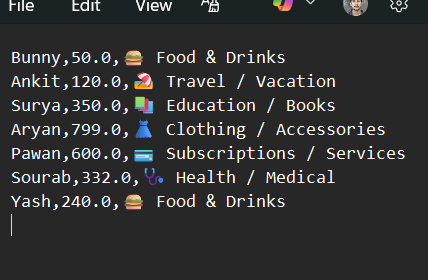 File Edit View
Bunny,50.0,🍔 Food & Drinks
Ankit,120.0,🏖️ Travel / Vacation
Surya,350.0,📚 Education / Books
Aryan,799.0,👗 Clothing / Accessories
Pawan,600.0,💳 Subscriptions / Services
Sourab,332.0,🩺 Health / Medical
Yash,240.0,🍔 Food & Drinks